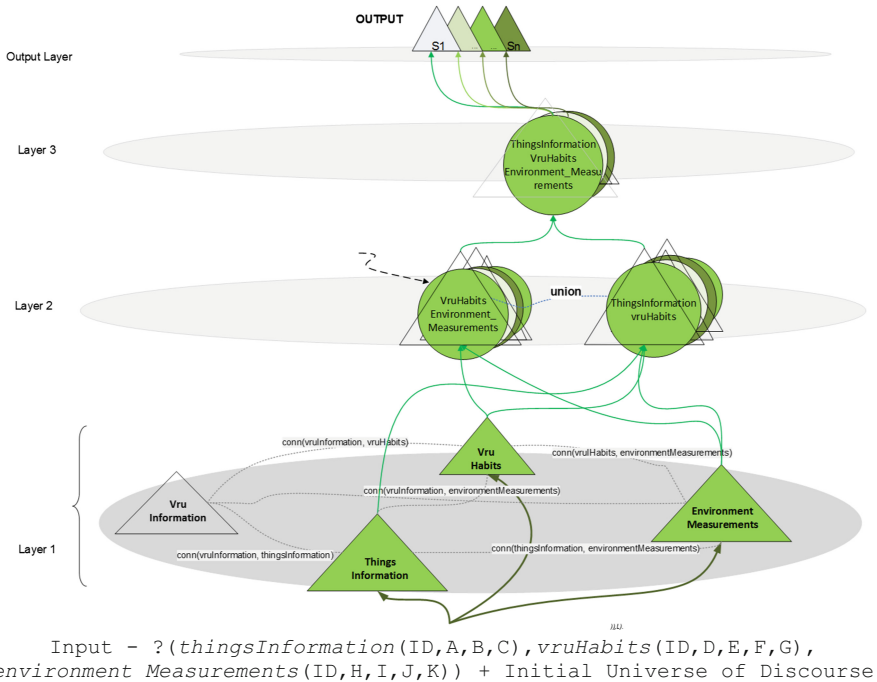 OUTPUT
S1
Sn
Output Layer
Layer 3
ThingsInformation
VruHabits
Environment_Measu
rements
Layer 2
VruHabits
Environment_
Measurements
union
ThingsInformation
vruHabits
Layer 1
conn(vruInformation, vruHabits)
Vru
Habits
conn(vruIHabits, environmentMeasurements)
conn(vruInformation, environmentMeasurements)
Vru
Information
Environment
Measurements
conn(vruInformation, thingsInformation)
Things
Information
conn(thingsInformation, environmentMeasurements)
Input - ?(thingsInformation(ID,A,B,C),vruHabits(ID,D,E,F,G),
environment Measurements(ID,H,I,J,K)) + Initial Universe of Discourse